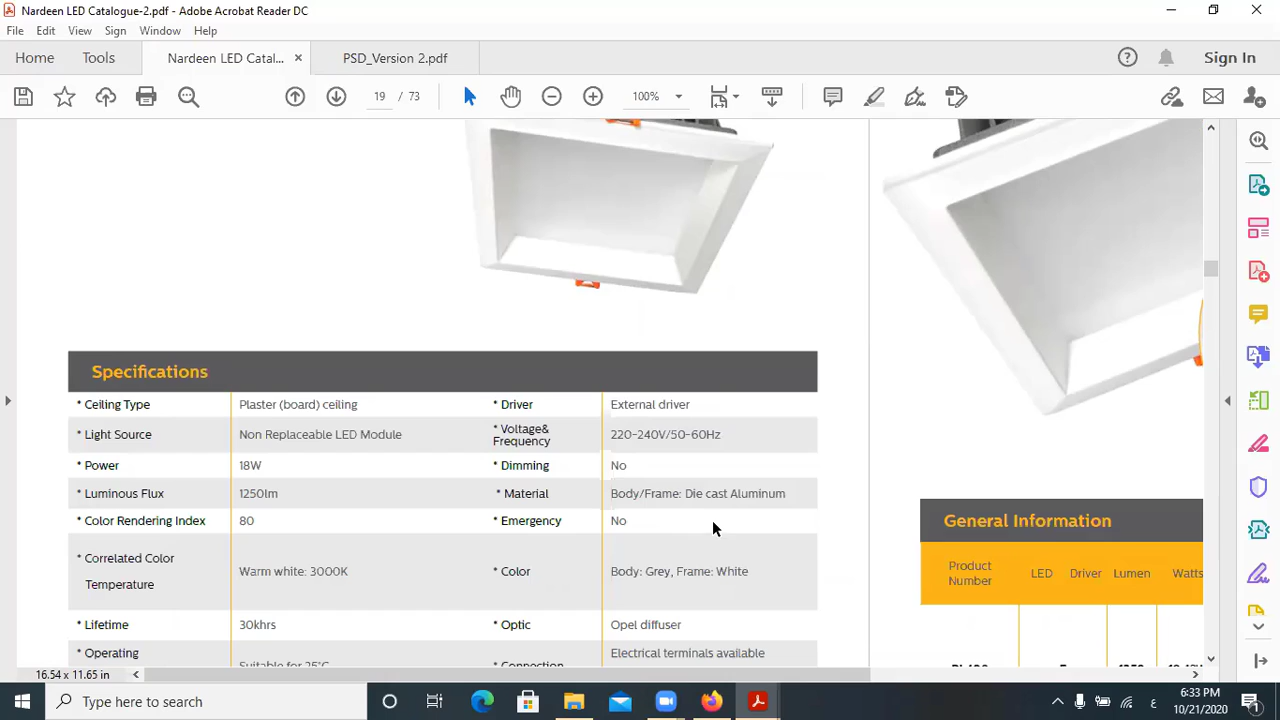 Nardeen LED Catalogue-2.pdf - Adobe Acrobat Reader DC
File Edit View Sign Window Help
Home Tools Nardeen LED Catal... × PSD_Version 2.pdf Sign In
19 / 73 100%
Specifications
* Ceiling Type Plaster (board) ceiling * Driver External driver
* Light Source Non Replaceable LED Module * Voltage& Frequency 220-240V/50-60Hz
* Power 18W * Dimming No
* Luminous Flux 1250lm * Material Body/Frame: Die cast Aluminum
* Color Rendering Index 80 * Emergency No
* Correlated Color Temperature Warm white: 3000K * Color Body: Grey, Frame: White
* Lifetime 30khrs * Optic Opel diffuser
* Operating Suitable for 25°C * Connection Electrical terminals available
General Information
Product Number LED Driver Lumen Watts
16.54 x 11.65 in
Type here to search
ع 6:33 PM
10/21/2020